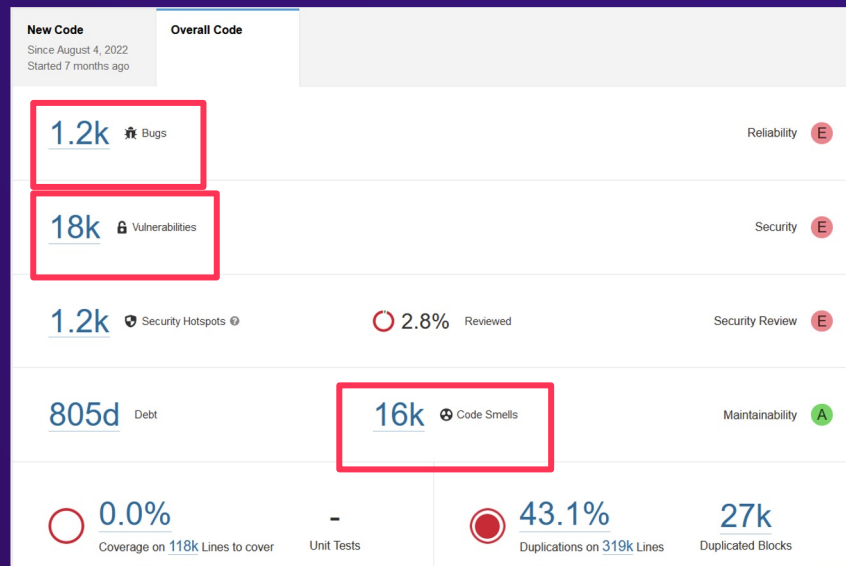 New Code
Since August 4, 2022
Started 7 months ago
Overall Code
1.2k Bugs
Reliability E
18k Vulnerabilities
Security E
1.2k Security Hotspots ?
2.8% Reviewed
Security Review E
805d Debt
16k Code Smells
Maintainability A
0.0%
Coverage on 118k Lines to cover
-
Unit Tests
43.1%
Duplications on 319k Lines
27k
Duplicated Blocks